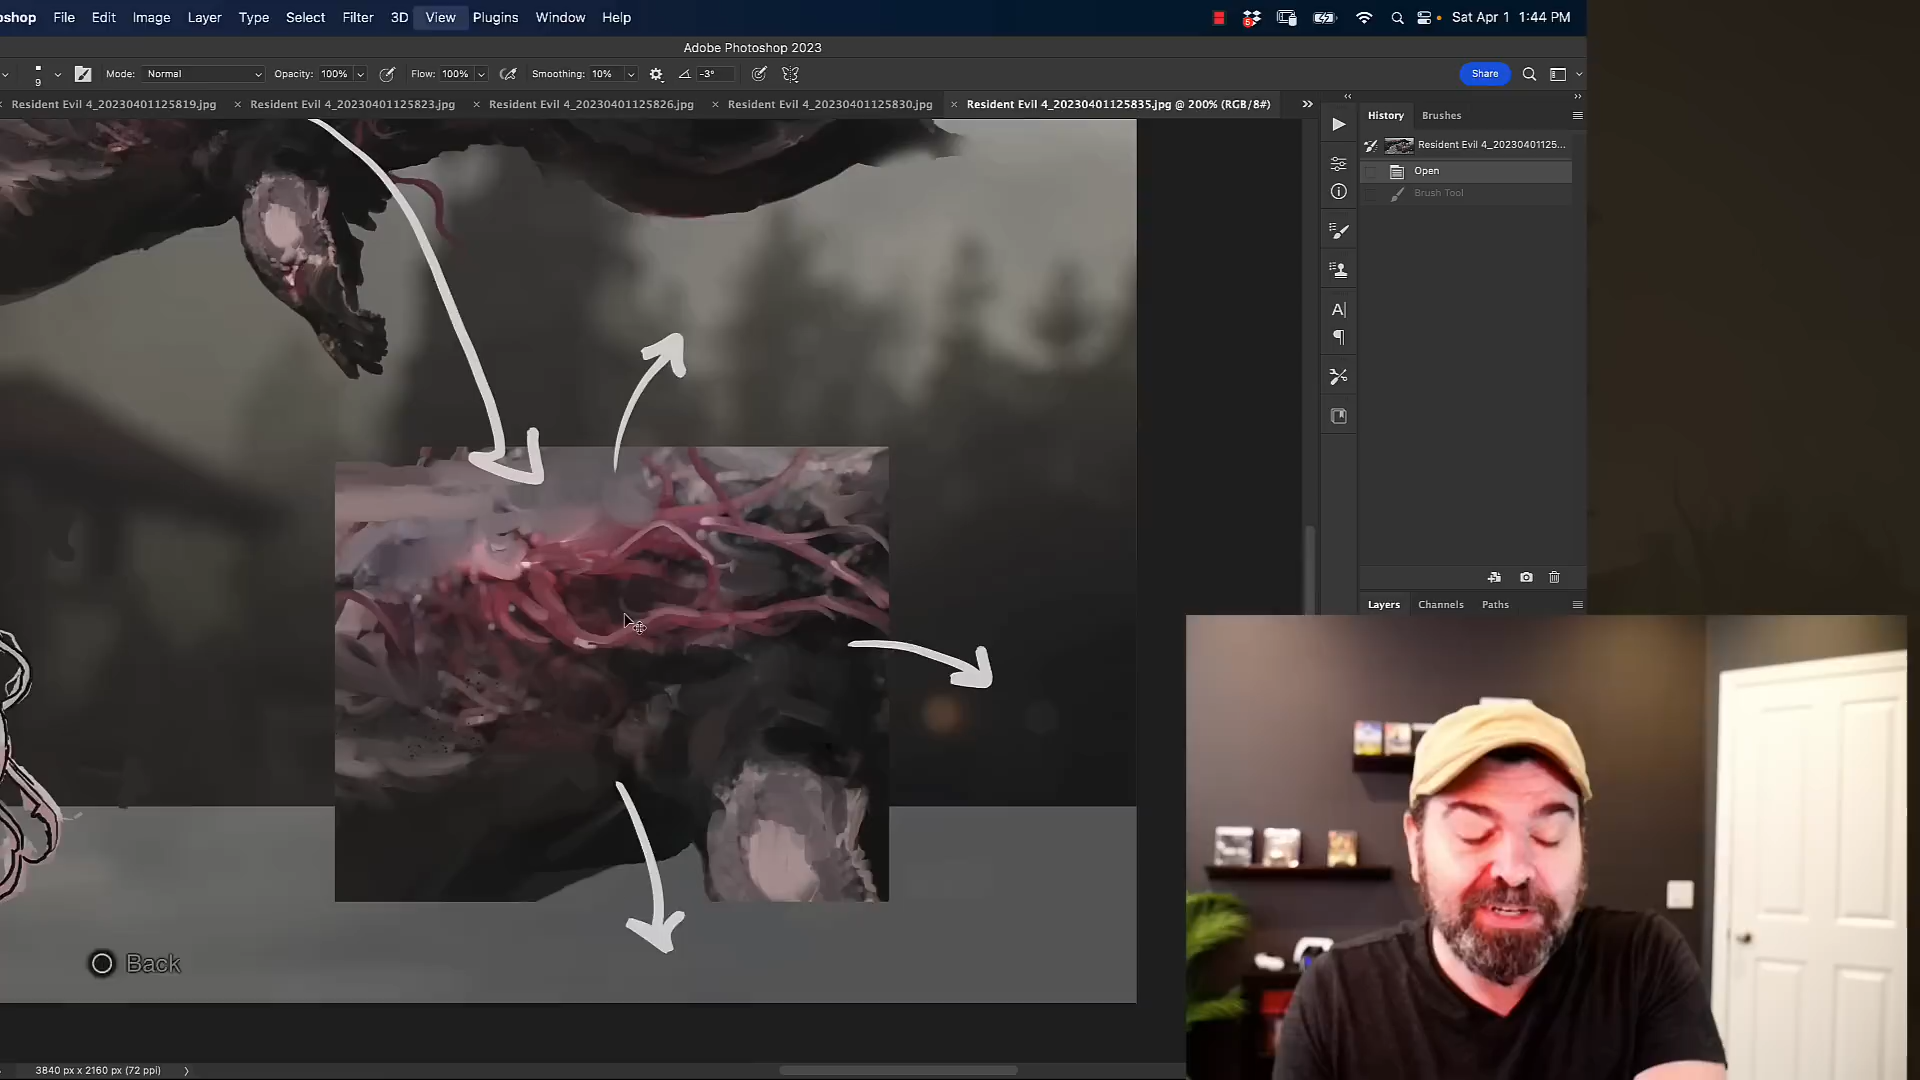 oshop File Edit Image Layer Type Select Filter 3D View Plugins Window Help Sat Apr 1 1:44 PM
Adobe Photoshop 2023
9 Mode: Normal Opacity: 100% Flow: 100% Smoothing: 10% -3° Share
Resident Evil 4_20230401125819.jpg × Resident Evil 4_20230401125823.jpg × Resident Evil 4_20230401125826.jpg × Resident Evil 4_20230401125830.jpg × Resident Evil 4_20230401125835.jpg @ 200% (RGB/8#)
History Brushes
Resident Evil 4_20230401125...
Open
Brush Tool
Layers Channels Paths
Back
3840 px x 2160 px (72 ppi)